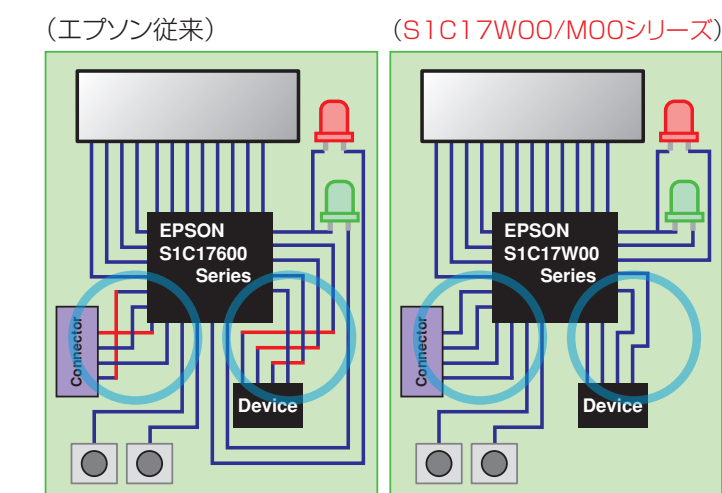 (エプソン従来)
(S1C17W00/M00シリーズ)
EPSON
S1C17600
Series
Connector
Device
EPSON
S1C17W00
Series
Connector
Device